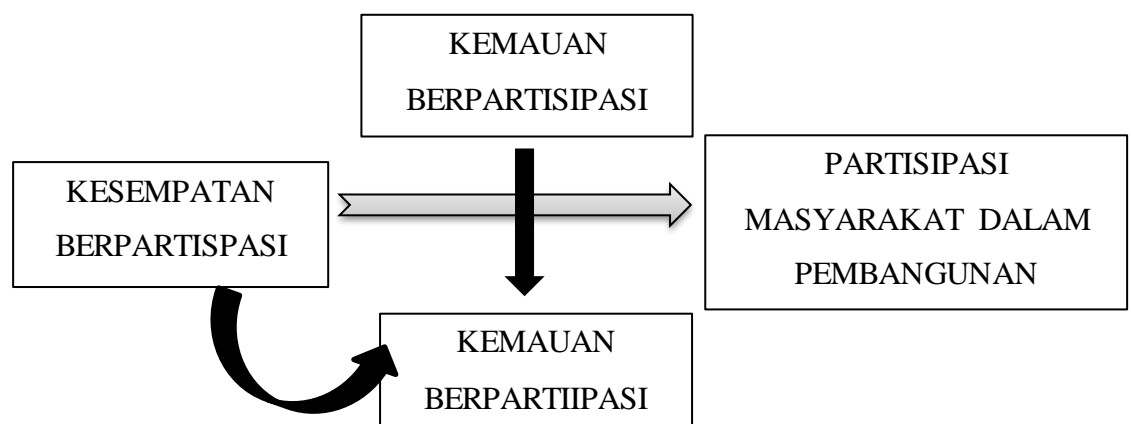 KEMAUAN
BERPARTISIPASI
KESEMPATAN
BERPARTISPASI
PARTISIPASI
MASYARAKAT DALAM
PEMBANGUNAN
KEMAUAN
BERPARTIIPASI